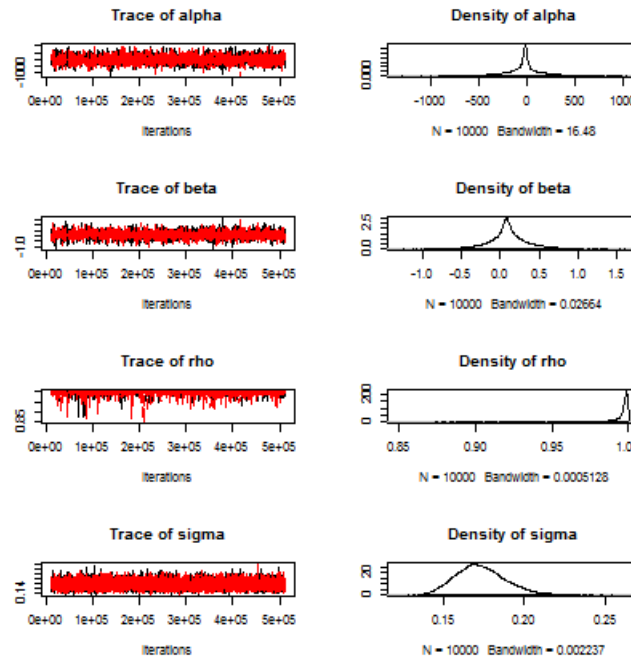 Trace of alpha
-1000
0e+00 1e+05 2e+05 3e+05 4e+05 5e+05
Iterations
Density of alpha
0.000
-1000 -500 0 500 1000
N = 10000 Bandwidth = 16.48
Trace of beta
-1.0
0e+00 1e+05 2e+05 3e+05 4e+05 5e+05
Iterations
Density of beta
0.0 2.5
-1.0 -0.5 0.0 0.5 1.0 1.5
N = 10000 Bandwidth = 0.02664
Trace of rho
0.85
0e+00 1e+05 2e+05 3e+05 4e+05 5e+05
Iterations
Density of rho
0 200
0.85 0.90 0.95 1.0
N = 10000 Bandwidth = 0.0005128
Trace of sigma
0.14
0e+00 1e+05 2e+05 3e+05 4e+05 5e+05
Iterations
Density of sigma
0 20
0.15 0.20 0.25
N = 10000 Bandwidth = 0.002237